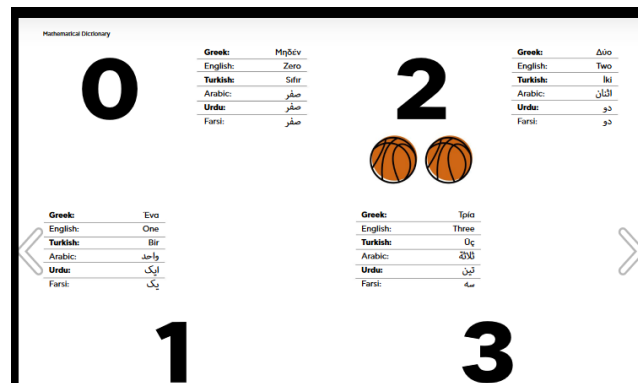 Mathematical Dictionary
0
Greek: Μηδέν
English: Zero
Turkish: Sıfır
Arabic: صفر
Urdu: صفر
Farsi: صفر
2
Greek: Δύο
English: Two
Turkish: İki
Arabic: اثنان
Urdu: دو
Farsi: دو
Greek: Ένα
English: One
Turkish: Bir
Arabic: واحد
Urdu: ایک
Farsi: یک
1
Greek: Τρία
English: Three
Turkish: Üç
Arabic: ثلاثة
Urdu: تین
Farsi: سه
3